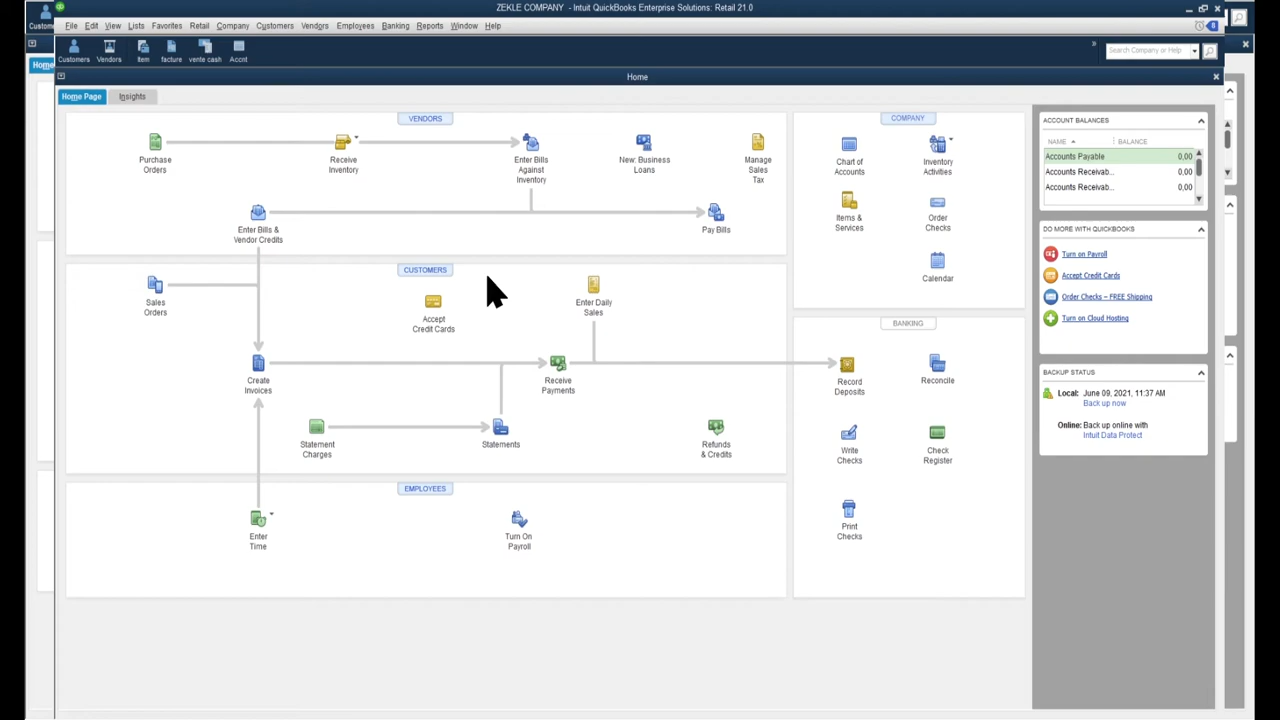 ZEKLE COMPANY - Intuit QuickBooks Enterprise Solutions: Retail 21.0
File Edit View Lists Favorites Retail Company Customers Vendors Employees Banking Reports Window Help
5
Custome
Customers Vendors Item facture vente cash Accnt
» Search Company or Help
Home
Home
Home Page Insights
VENDORS
Purchase
Orders
Receive
Inventory
Enter Bills
Against
Inventory
New: Business
Loans
Manage
Sales
Tax
Enter Bills &
Vendor Credits
Pay Bills
CUSTOMERS
Sales
Orders
Accept
Credit Cards
Enter Daily
Sales
Create
Invoices
Receive
Payments
Statement
Charges
Statements
Refunds
& Credits
EMPLOYEES
Enter
Time
Turn On
Payroll
COMPANY
Chart of
Accounts
Inventory
Activities
Items &
Services
Order
Checks
Calendar
BANKING
Record
Deposits
Reconcile
Write
Checks
Check
Register
Print
Checks
ACCOUNT BALANCES
NAME BALANCE
Accounts Payable 0,00
Accounts Receivab... 0,00
Accounts Receivab... 0,00
DO MORE WITH QUICKBOOKS
Turn on Payroll
Accept Credit Cards
Order Checks – FREE Shipping
Turn on Cloud Hosting
BACKUP STATUS
Local: June 09, 2021, 11:37 AM
Back up now
Online: Back up online with
Intuit Data Protect